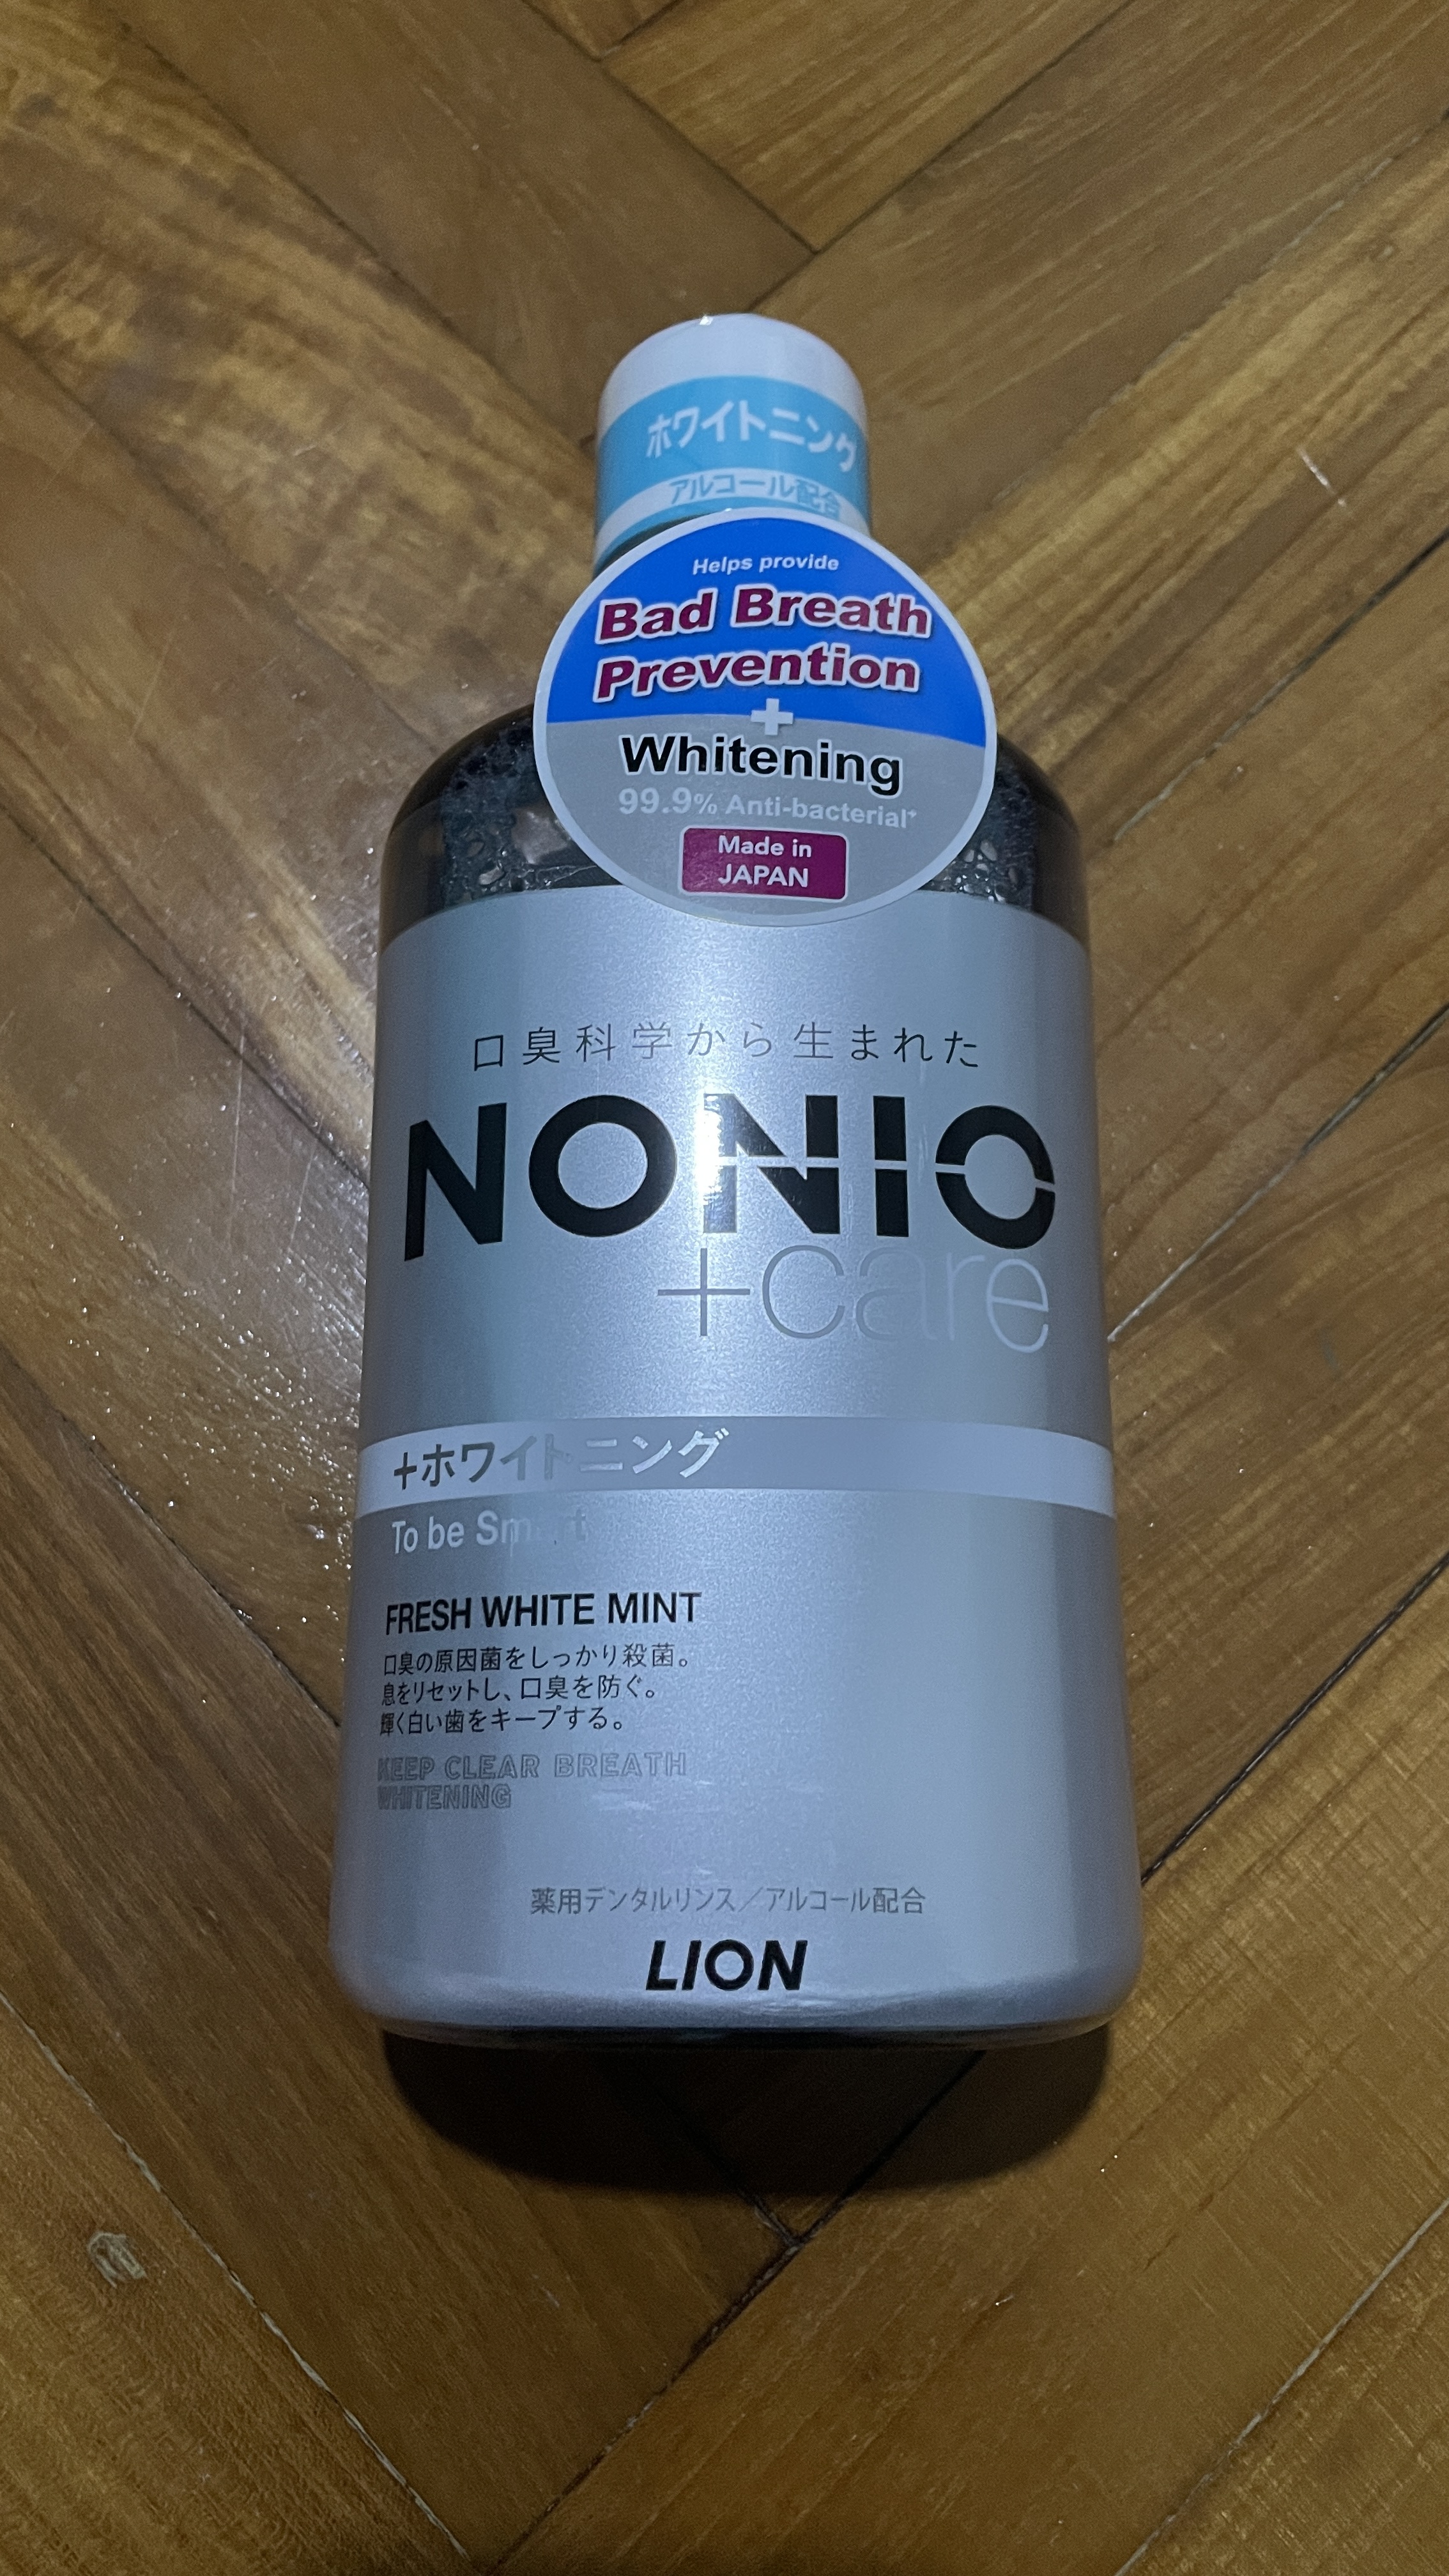 ホワイトニング
アルコール配合
Helps provide
Bad Breath
Prevention
+
Whitening
99.9% Anti-bacterial*
Made in
JAPAN
口臭科学から生まれた
NONIO
+care
+ホワイトニング
To be Smart
FRESH WHITE MINT
口臭の原因菌をしっかり殺菌。
息をリセットし、口臭を防ぐ。
輝く白い歯をキープする。
KEEP CLEAR BREATH
WHITENING
薬用デンタルリンス/アルコール配合
LION